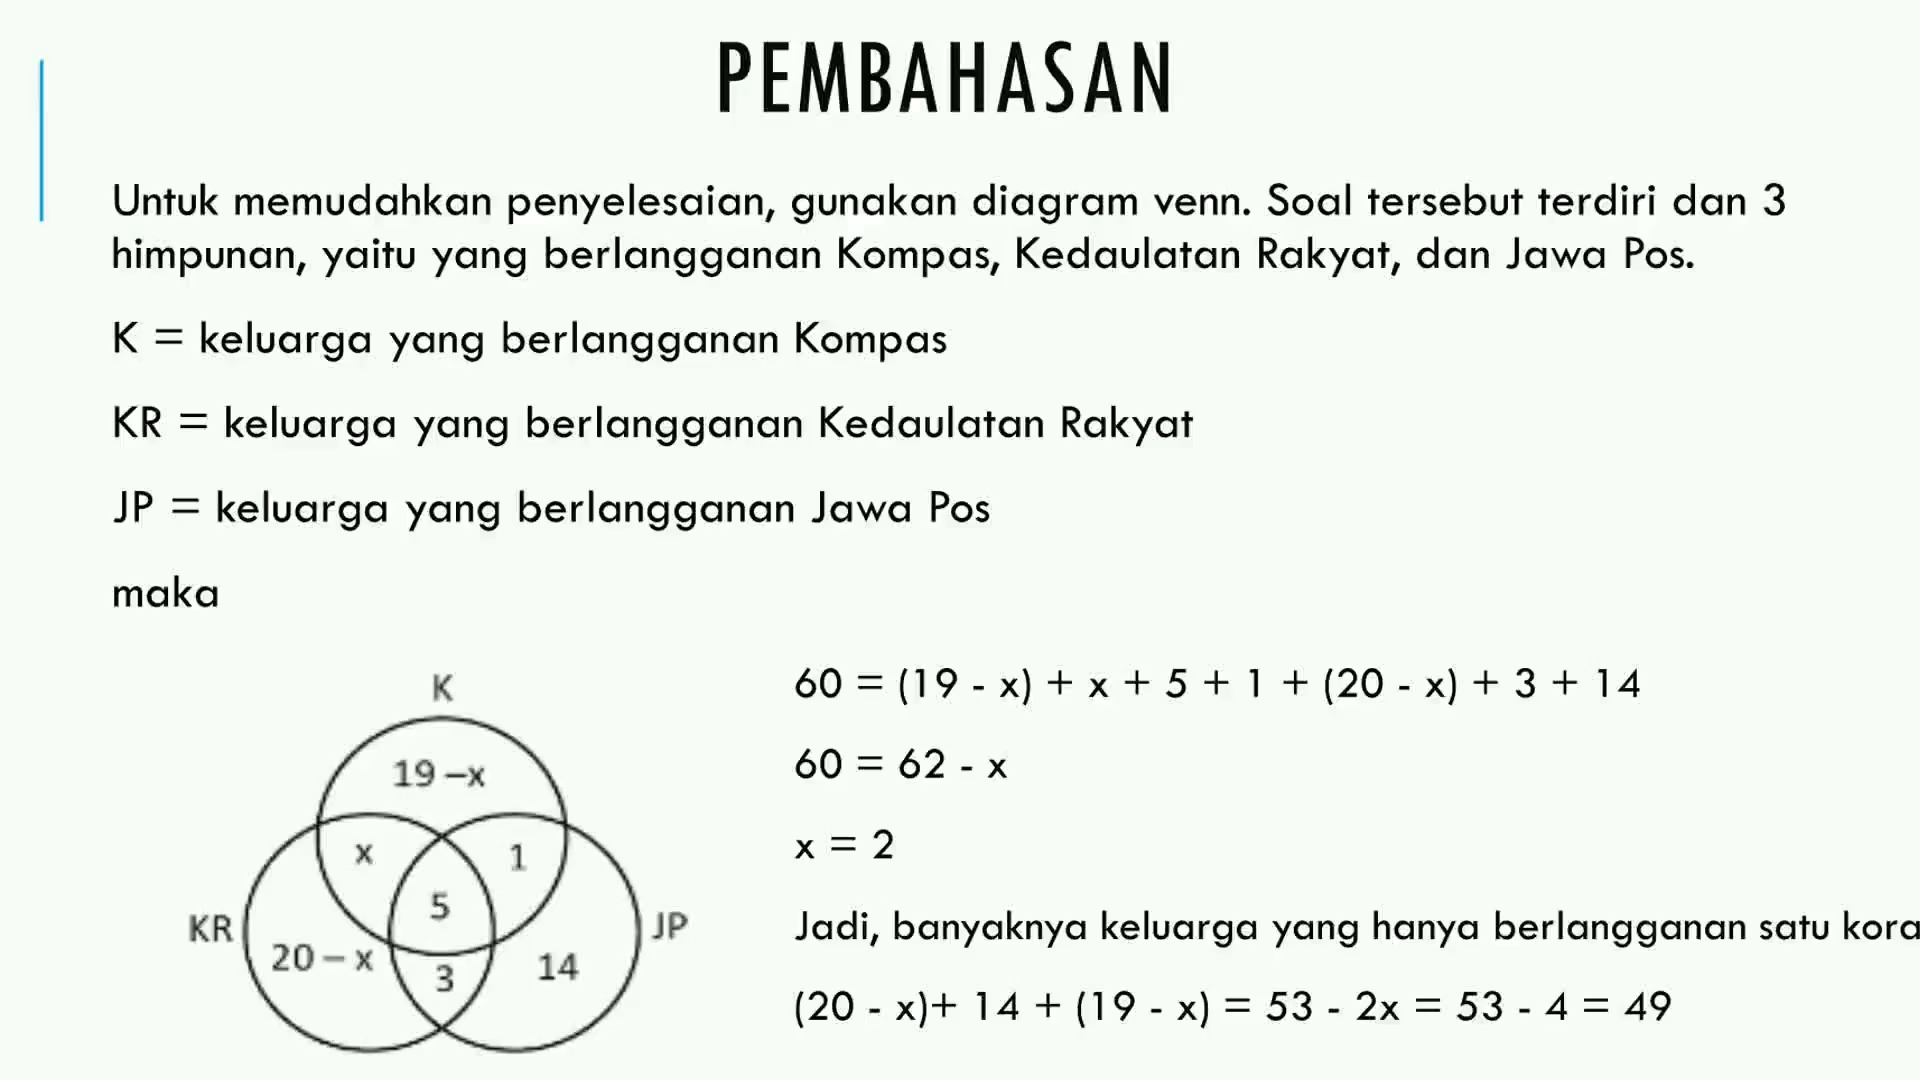 PEMBAHASAN
Untuk memudahkan penyelesaian, gunakan diagram venn. Soal tersebut terdiri dan 3
himpunan, yaitu yang berlangganan Kompas, Kedaulatan Rakyat, dan Jawa Pos.
K = keluarga yang berlangganan Kompas
KR = keluarga yang berlangganan Kedaulatan Rakyat
JP = keluarga yang berlangganan Jawa Pos
maka
K
19 –x
x
1
5
KR
JP
20 – x
3
14
60 = (19 - x) + x + 5 + 1 + (20 - x) + 3 + 14
60 = 62 - x
x = 2
Jadi, banyaknya keluarga yang hanya berlangganan satu kora
(20 - x)+ 14 + (19 - x) = 53 - 2x = 53 - 4 = 49